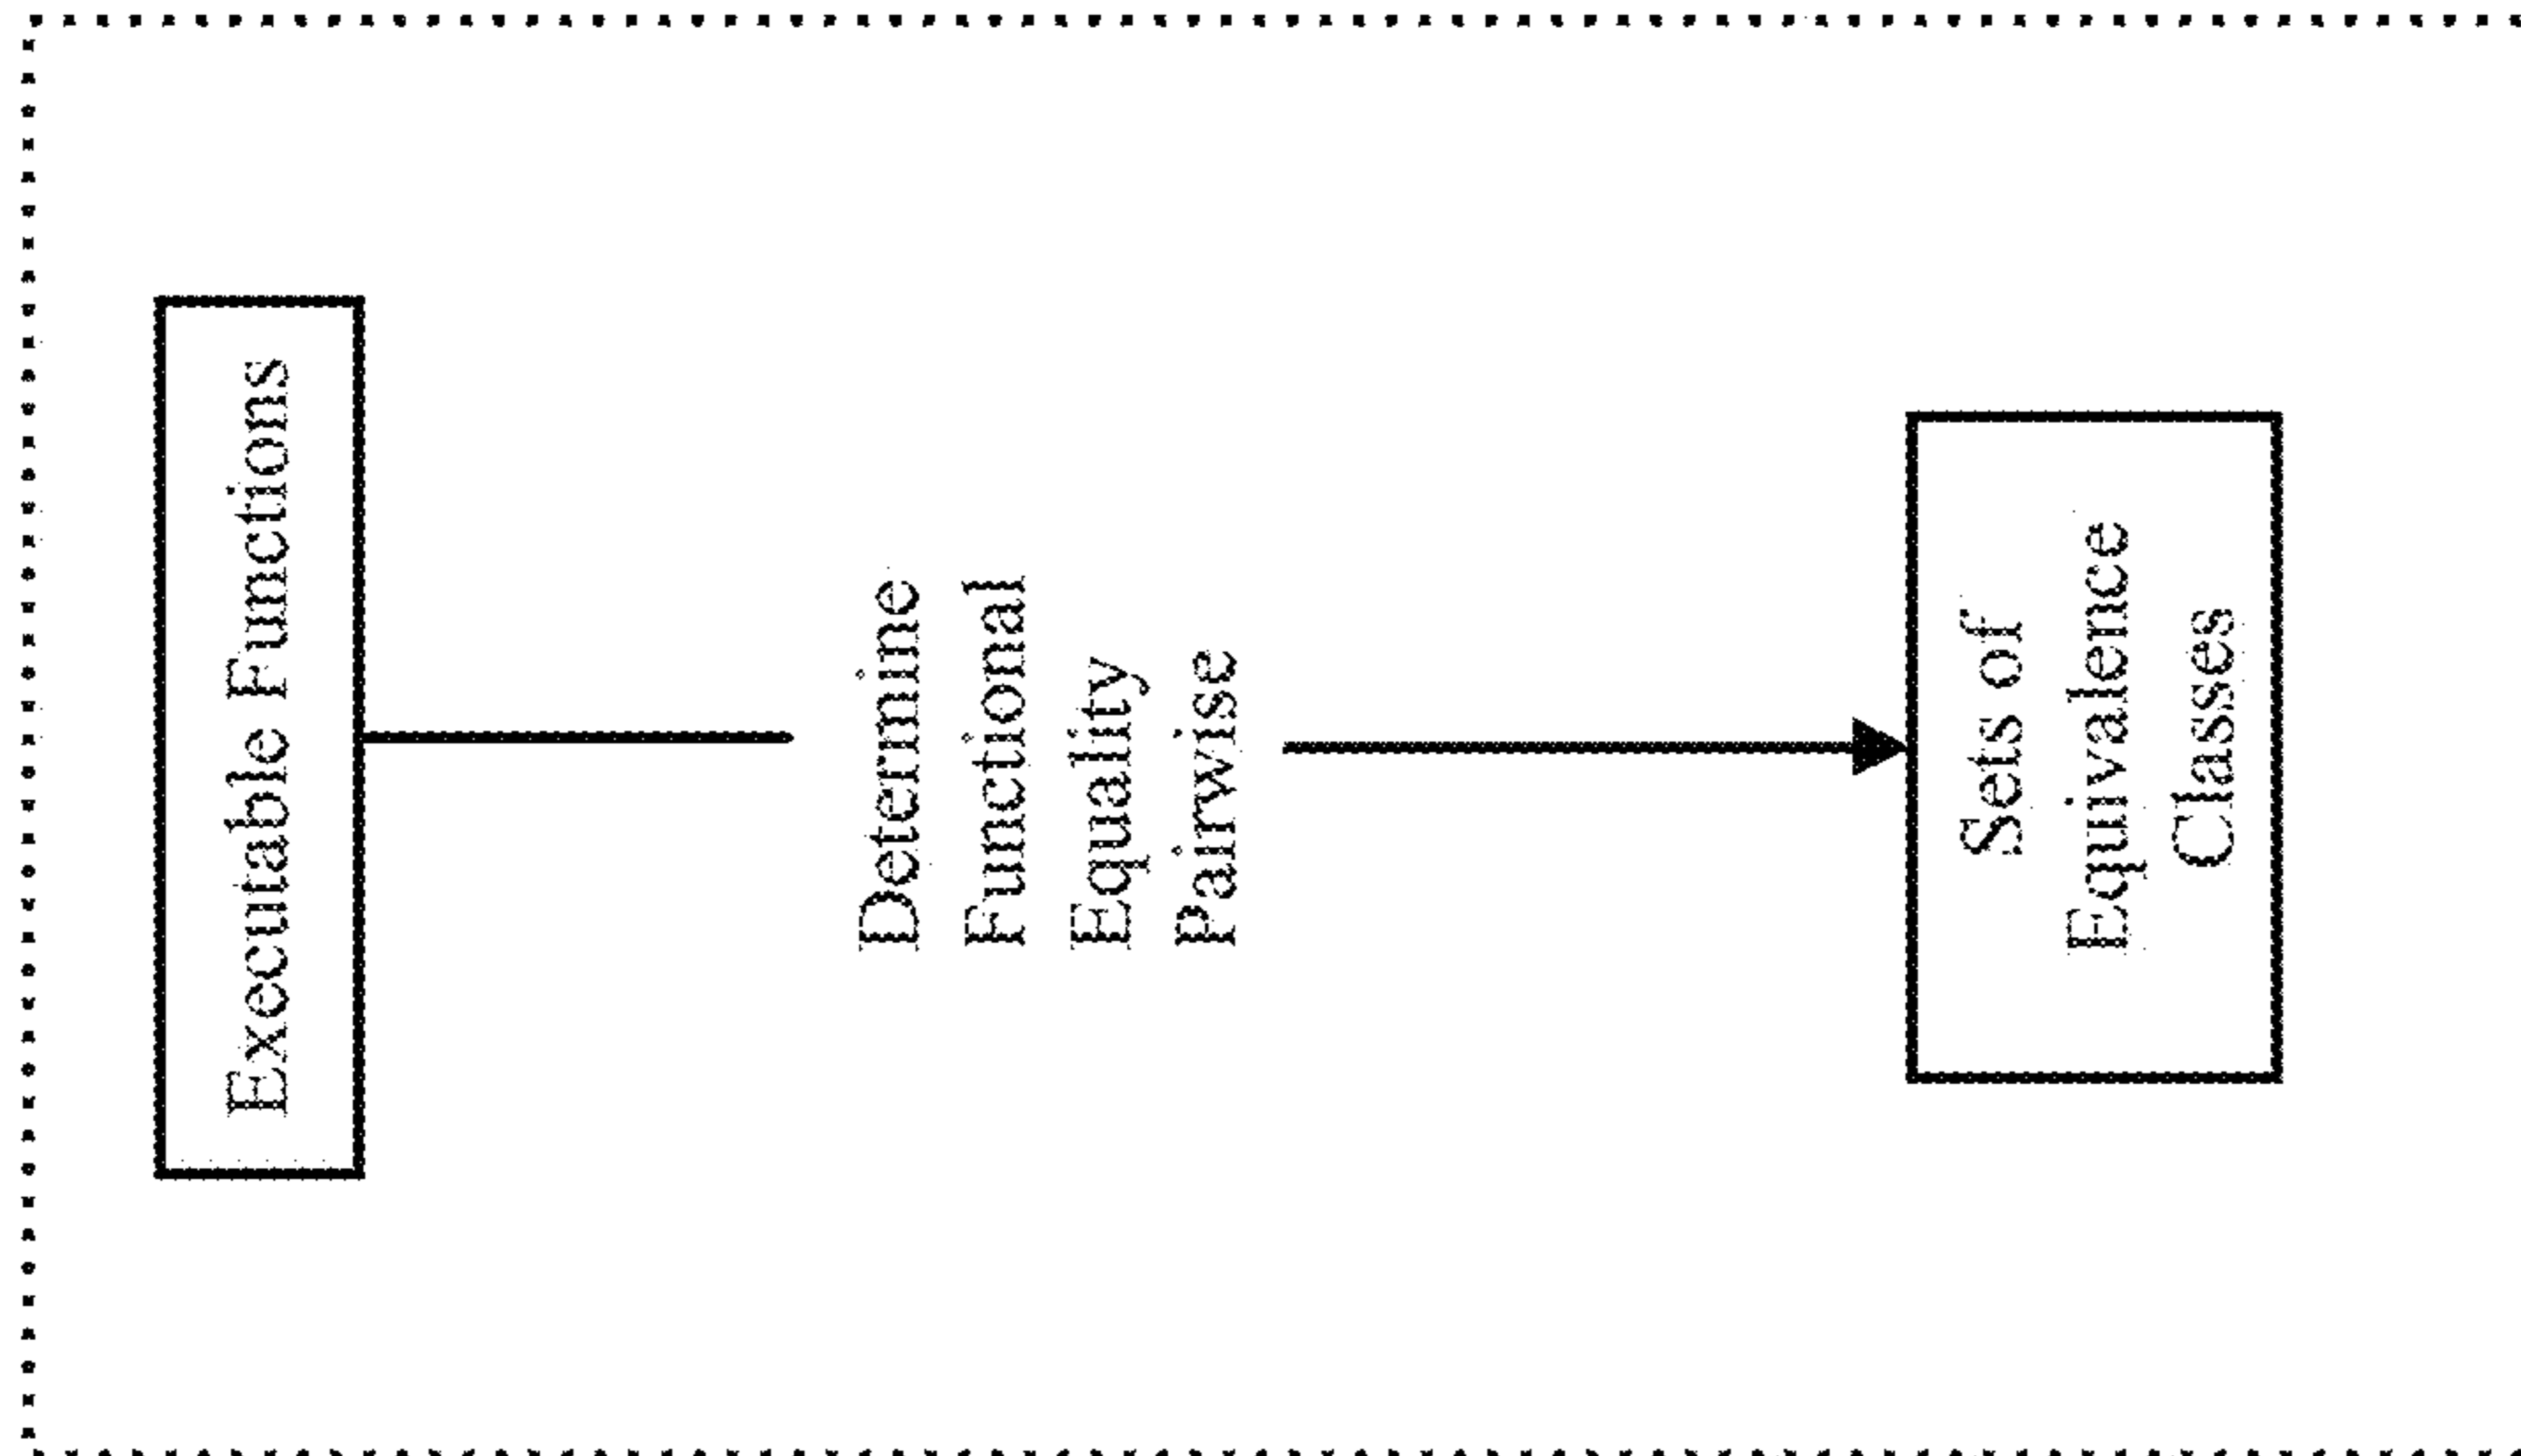 Executable Functions
Determine
Functional
Equality
Pairwise
Sets of
Equivalence
Classes